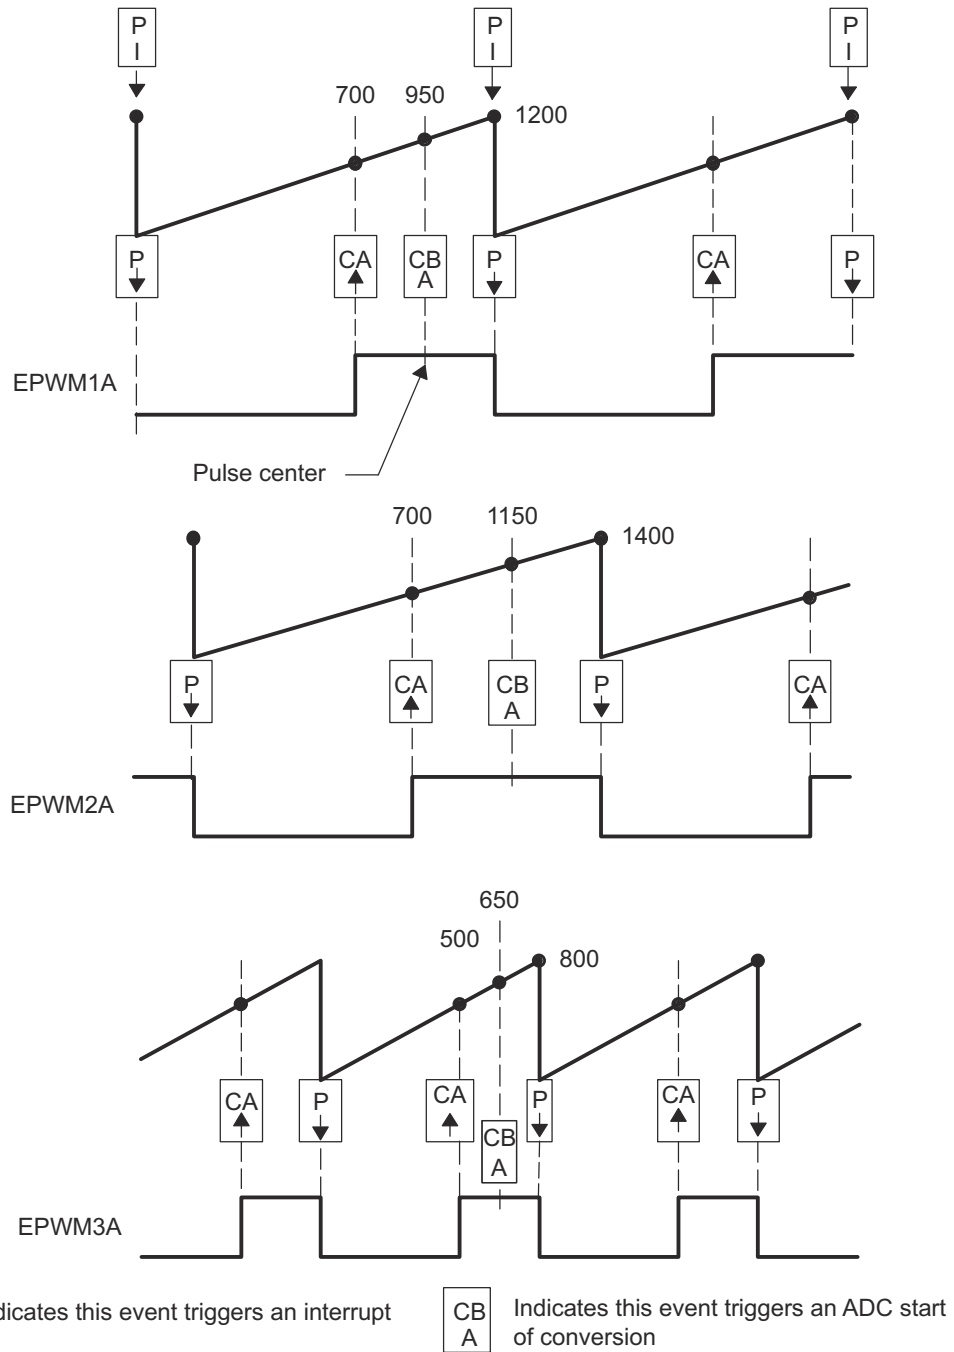 P P P
I I I
700 950
1200
P CA CB P CA P
A
EPWM1A
Pulse center
700 1150
1400
P CA CB P CA
A
EPWM2A
650
500
800
CA P CA P CA P
CB
A
EPWM3A
dicates this event triggers an interrupt
CB
A
Indicates this event triggers an ADC start
of conversion